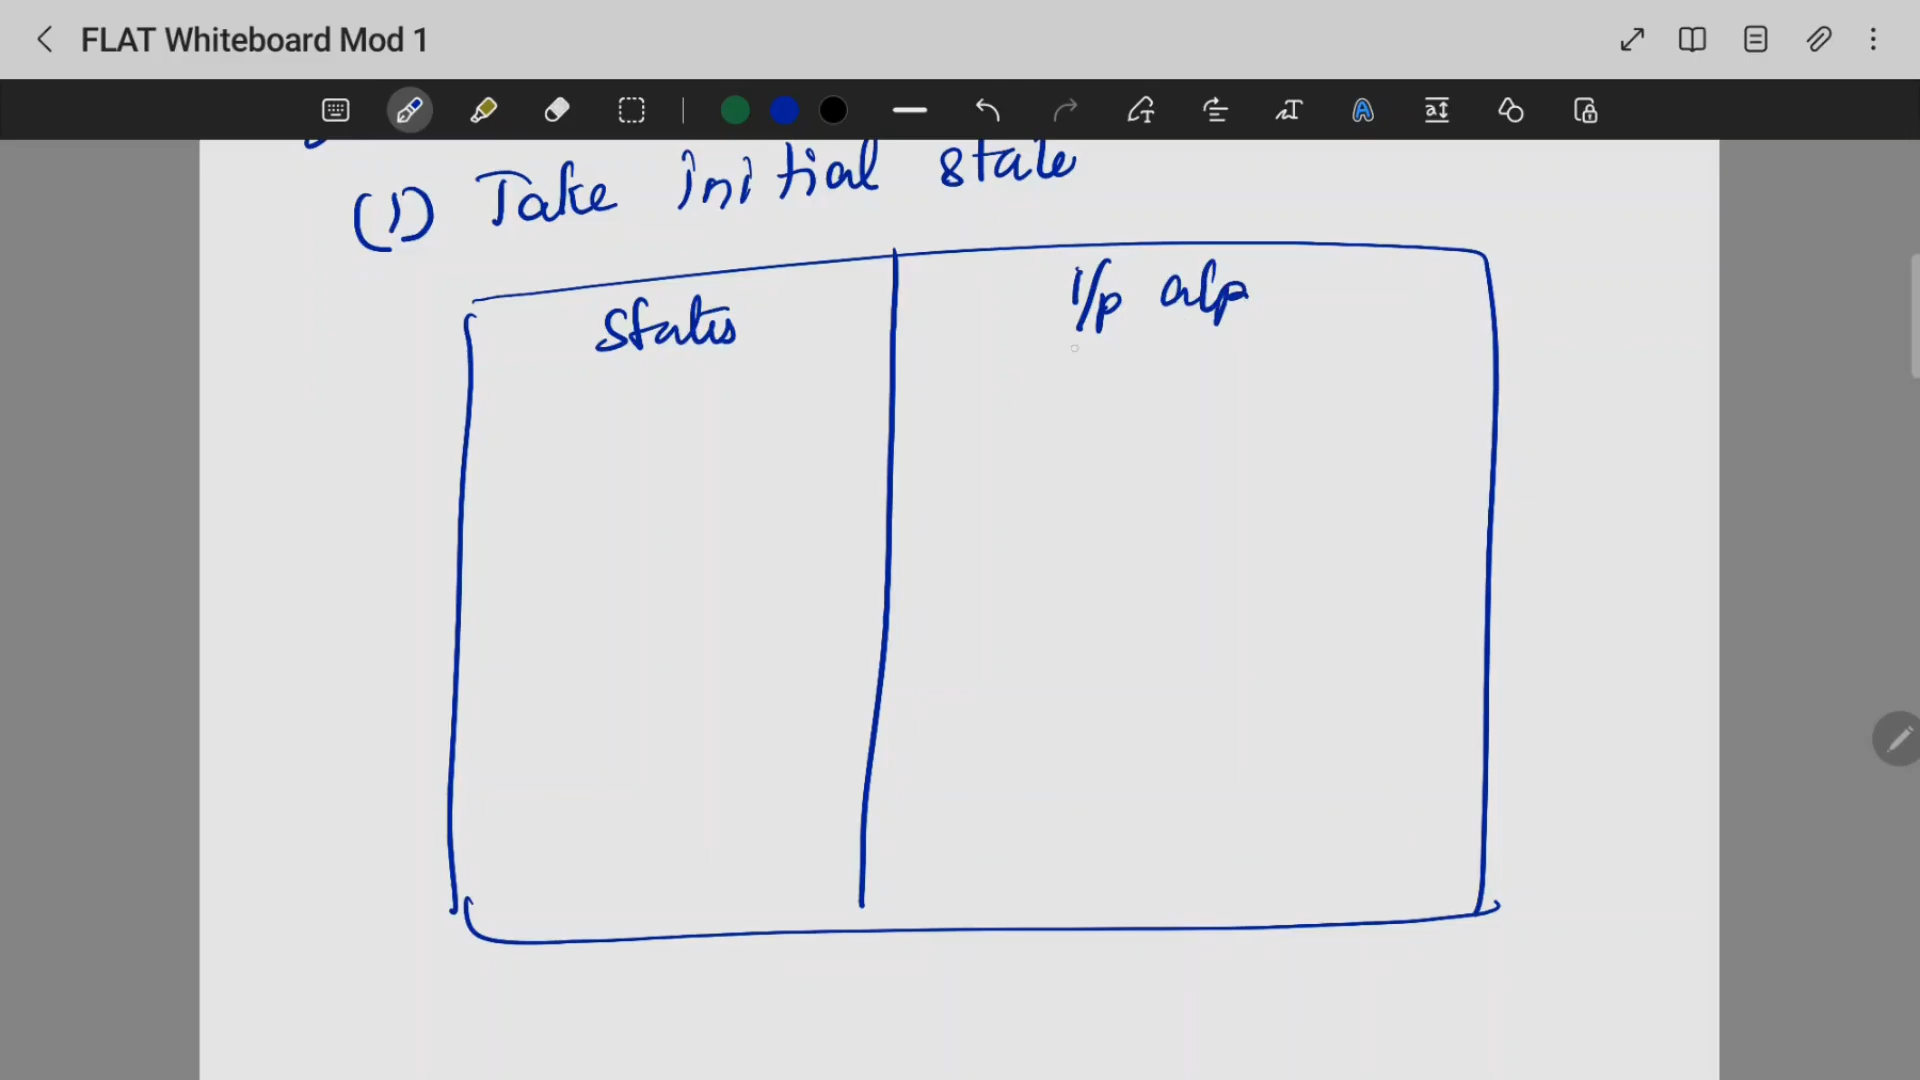 FLAT Whiteboard Mod 1
(1) Take initial state
States
I/p alp